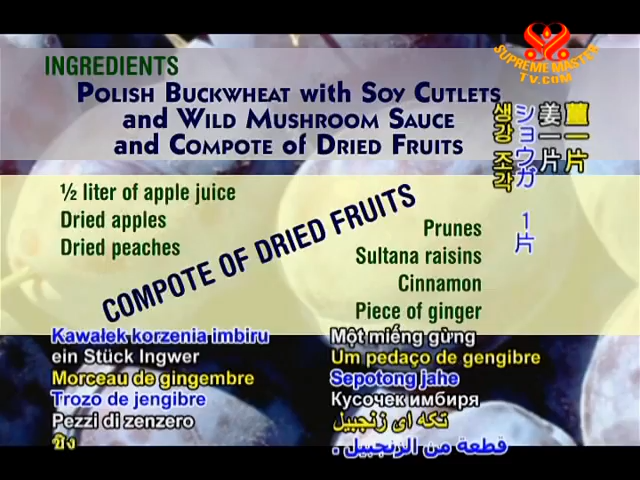 INGREDIENTS
POLISH BUCKWHEAT with SOY CUTLETS
and WILD MUSHROOM SAUCE
and COMPOTE of DRIED FRUITS
SUPREME MASTER
TV.COM
½ liter of apple juice
Dried apples
Dried peaches
COMPOTE OF DRIED FRUITS
Prunes
Sultana raisins
Cinnamon
Piece of ginger
薑一片
姜一片
ショウガ 1片
생강 조각
Kawałek korzenia imbiru
ein Stück Ingwer
Morceau de gingembre
Trozo de jengibre
Pezzi di zenzero
ขิง
Một miếng gừng
Um pedaço de gengibre
Sepotong jahe
Кусочек имбиря
تکه ای زنجبیل
قطعة من الزنجبيل .